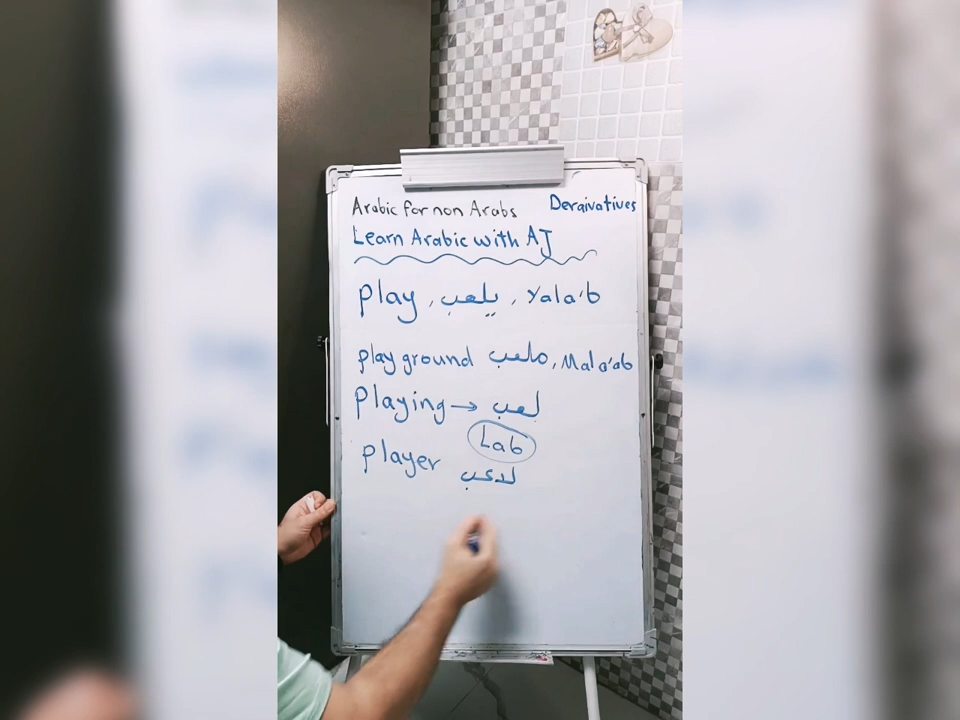 Arabic for non Arabs Deraivatives
Learn Arabic with AJ
play , يلعب , Yala'b
play ground ملعب , Mala'ab
Playing → لعب
Lab
player لاعب